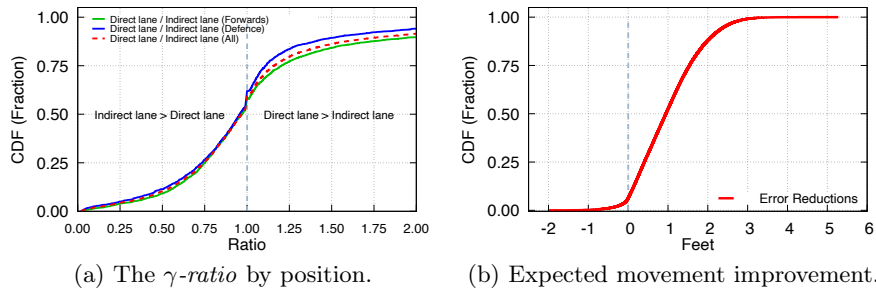 Direct lane / Indirect lane (Forwards)
Direct lane / Indirect lane (Defence)
Direct lane / Indirect lane (All)
CDF (Fraction)
1.00
0.75
0.50
0.25
0.00
Indirect lane > Direct lane
Direct lane > Indirect lane
0.00 0.25 0.50 0.75 1.00 1.25 1.50 1.75 2.00
Ratio
(a) The γ-ratio by position.
CDF (Fraction)
1.00
0.75
0.50
0.25
0.00
Error Reductions
-2 -1 0 1 2 3 4 5 6
Feet
(b) Expected movement improvement.